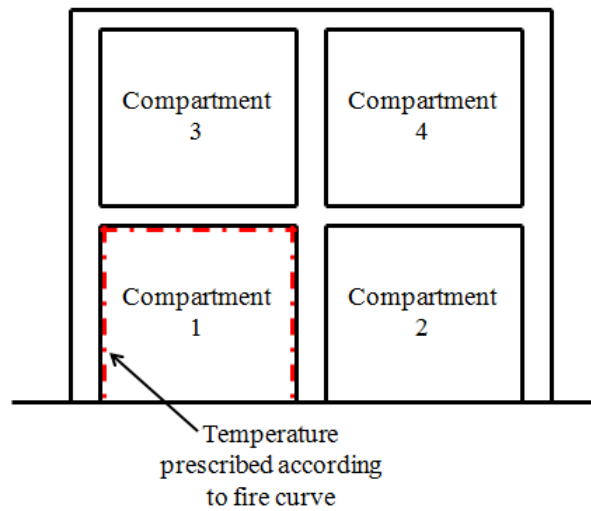 Compartment
3
Compartment
4
Compartment
1
Compartment
2
Temperature
prescribed according
to fire curve